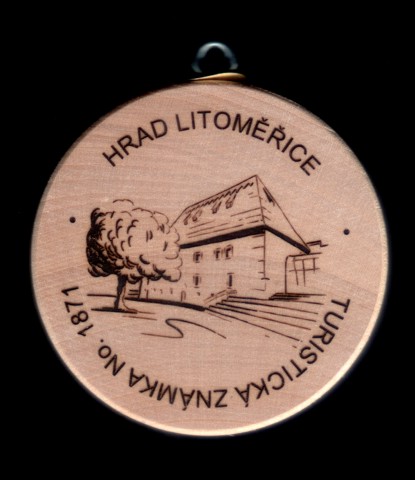 HRAD LITOMĚŘICE
TURISTICKÁ ZNÁMKA No. 1871